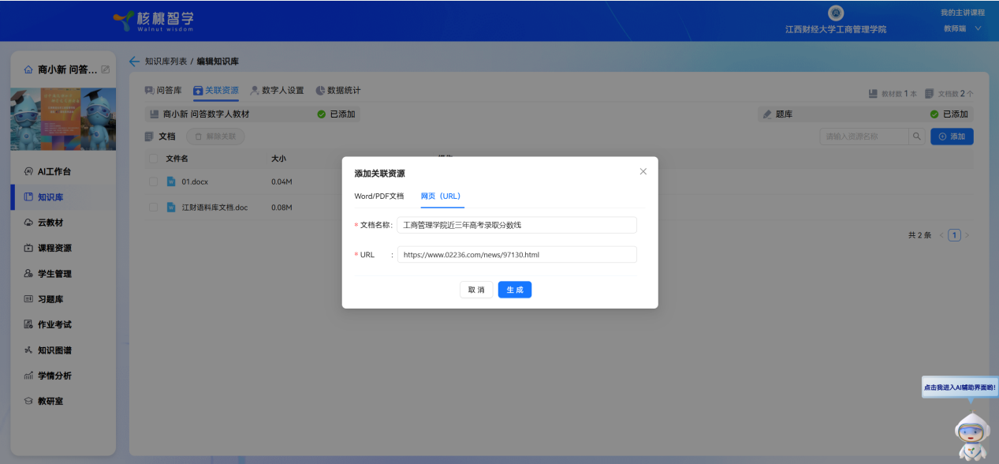 核桃智学
Walnut wisdom
江西财经大学工商管理学院
我的主讲课程
教师端
商小新 问答...
知识库列表 / 编辑知识库
问答库 关联资源 数字人设置 数据统计
教材数 1 本 文档数 2 个
商小新 问答数字人教材 已添加
题库 已添加
文档 解除关联
请输入资源名称 添加
文件名 大小
01.docx 0.04M
江财语料库文档.doc 0.08M
共 2 条 < 1 >
AI工作台
知识库
云教材
课程资源
学生管理
习题库
作业考试
知识图谱
学情分析
教研室
添加关联资源
Word/PDF文档 网页（URL）
* 文档名称: 工商管理学院近三年高考录取分数线
* URL : https://www.02236.com/news/97130.html
取 消 生 成
点击我进入AI辅助界面哟!